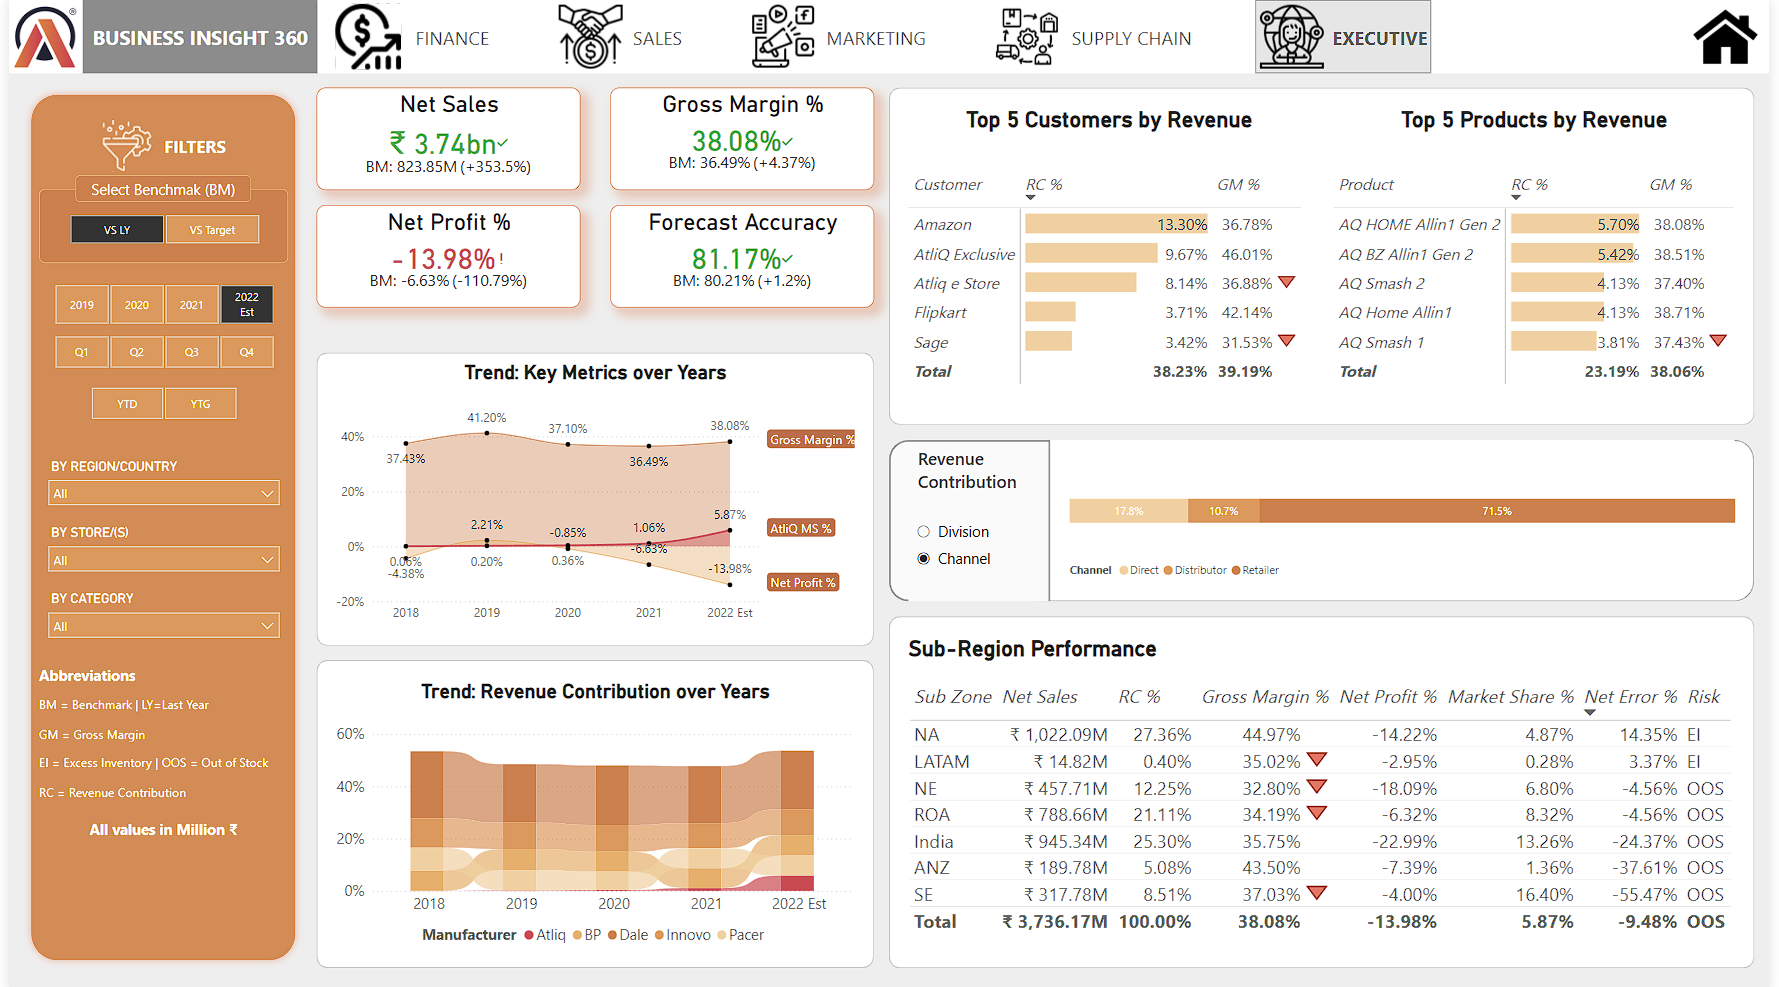 BUSINESS INSIGHT 360
FINANCE
SALES
MARKETING
SUPPLY CHAIN
EXECUTIVE
FILTERS
Select Benchmak (BM)
VS LY
VS Target
2019
2020
2021
2022
Est
Q1
Q2
Q3
Q4
YTD
YTG
BY REGION/COUNTRY
All
BY STORE/(S)
All
BY CATEGORY
All
Abbreviations
BM = Benchmark | LY=Last Year
GM = Gross Margin
EI = Excess Inventory | OOS = Out of Stock
RC = Revenue Contribution
All values in Million ₹
Net Sales
₹ 3.74bn✓
BM: 823.85M (+353.5%)
Gross Margin %
38.08%✓
BM: 36.49% (+4.37%)
Net Profit %
-13.98%!
BM: -6.63% (-110.79%)
Forecast Accuracy
81.17%✓
BM: 80.21% (+1.2%)
Trend: Key Metrics over Years
40%
20%
0%
-20%
37.43%
41.20%
37.10%
36.49%
38.08%
2.21%
-0.85%
1.06%
5.87%
0.06%
-4.38%
0.20%
0.36%
-6.63%
-13.98%
Gross Margin %
AtliQ MS %
Net Profit %
2018
2019
2020
2021
2022 Est
Trend: Revenue Contribution over Years
60%
40%
20%
0%
2018
2019
2020
2021
2022 Est
Manufacturer Atliq BP Dale Innovo Pacer
Top 5 Customers by Revenue
Customer RC % GM %
Amazon 13.30% 36.78%
AtliQ Exclusive 9.67% 46.01%
Atliq e Store 8.14% 36.88%
Flipkart 3.71% 42.14%
Sage 3.42% 31.53%
Total 38.23% 39.19%
Top 5 Products by Revenue
Product RC % GM %
AQ HOME Allin1 Gen 2 5.70% 38.08%
AQ BZ Allin1 Gen 2 5.42% 38.51%
AQ Smash 2 4.13% 37.40%
AQ Home Allin1 4.13% 38.71%
AQ Smash 1 3.81% 37.43%
Total 23.19% 38.06%
Revenue
Contribution
Division
Channel
17.8%
10.7%
71.5%
Channel Direct Distributor Retailer
Sub-Region Performance
Sub Zone Net Sales RC % Gross Margin % Net Profit % Market Share % Net Error % Risk
NA ₹ 1,022.09M 27.36% 44.97% -14.22% 4.87% 14.35% EI
LATAM ₹ 14.82M 0.40% 35.02% -2.95% 0.28% 3.37% EI
NE ₹ 457.71M 12.25% 32.80% -18.09% 6.80% -4.56% OOS
ROA ₹ 788.66M 21.11% 34.19% -6.32% 8.32% -4.56% OOS
India ₹ 945.34M 25.30% 35.75% -22.99% 13.26% -24.37% OOS
ANZ ₹ 189.78M 5.08% 43.50% -7.39% 1.36% -37.61% OOS
SE ₹ 317.78M 8.51% 37.03% -4.00% 16.40% -55.47% OOS
Total ₹ 3,736.17M 100.00% 38.08% -13.98% 5.87% -9.48% OOS